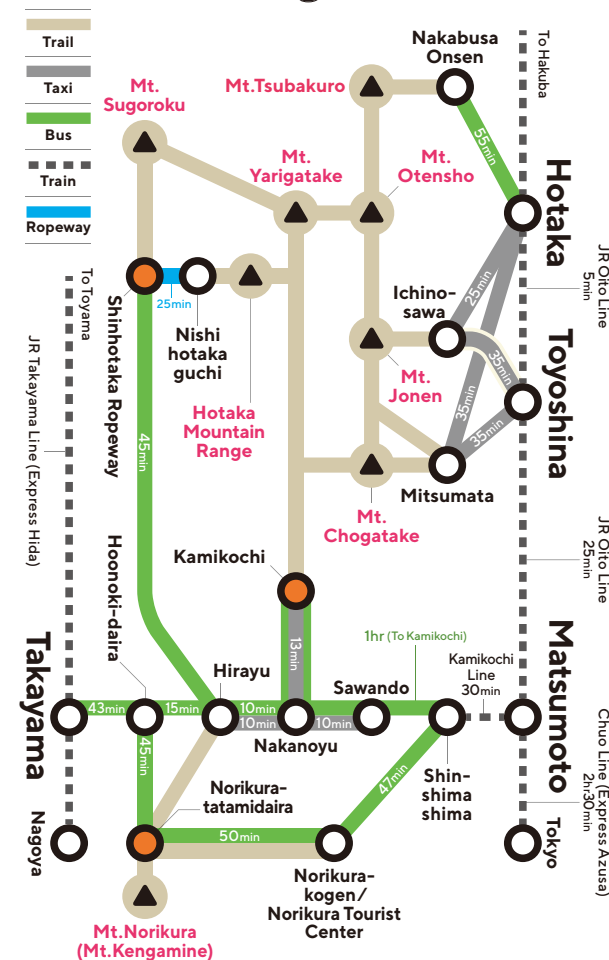 Trail
Taxi
Bus
Train
Ropeway
Nakabusa
Onsen
To Hakuba
Mt.Tsubakuro
Mt.
Sugoroku
55min
Mt.
Yarigatake
Mt.
Otensho
Hotaka
JR Oito Line
5min
To Toyama
25min
Shinhotaka Ropeway
Nishi
hotaka
guchi
Ichino-
sawa
25min
35min
35min
35min
Toyoshina
Mt.
Jonen
Hotaka
Mountain
Range
JR Takayama Line (Express Hida)
45min
Mitsumata
Mt.
Chogatake
JR Oito Line
25min
Hoonoki-daira
Kamikochi
13min
1hr (To Kamikochi)
Kamikochi
Line
30min
Matsumoto
Takayama
Hirayu
Sawando
43min
15min
10min
10min
10min
Nakanoyu
45min
47min
Shin-
shima
shima
Chuo Line (Express Azusa)
2hr30min
Norikura-
tatamidaira
50min
Nagoya
Tokyo
Norikura-
kogen/
Norikura Tourist
Center
Mt.Norikura
(Mt.Kengamine)